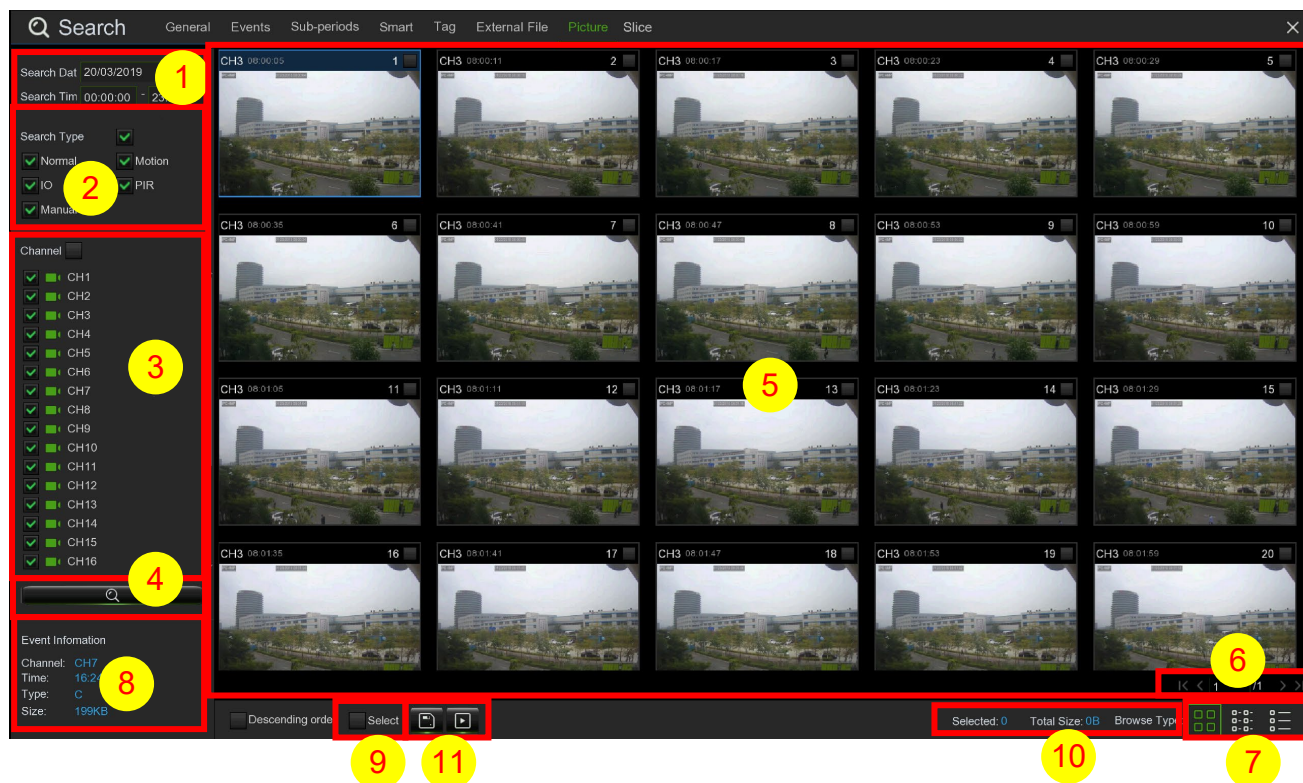 Search General Events Sub-periods Smart Tag External File Picture Slice
Search Dat 20/03/2019
1
Search Tim 00:00:00 - 23
Search Type
Normal Motion
IO PIR
2
Manual
Channel
CH1
CH2
CH3
CH4
CH5
CH6
CH7
CH8
CH9
CH10
CH11
CH12
CH13
CH14
CH15
CH16
3
4
Event Infomation
Channel: CH7
Time: 16:24
Type: C
Size: 199KB
8
CH3 08:00:05 1
CH3 08:00:11 2
CH3 08:00:17 3
CH3 08:00:23 4
CH3 08:00:29 5
CH3 08:00:35 6
CH3 08:00:41 7
CH3 08:00:47 8
CH3 08:00:53 9
CH3 08:00:59 10
CH3 08:01:05 11
CH3 08:01:11 12
CH3 08:01:17 13
CH3 08:01:23 14
CH3 08:01:29 15
5
CH3 08:01:35 16
CH3 08:01:41 17
CH3 08:01:47 18
CH3 08:01:53 19
CH3 08:01:59 20
6
1 /1
Descending orde Select Selected: 0 Total Size: 0B Browse Type
9
11
10
7